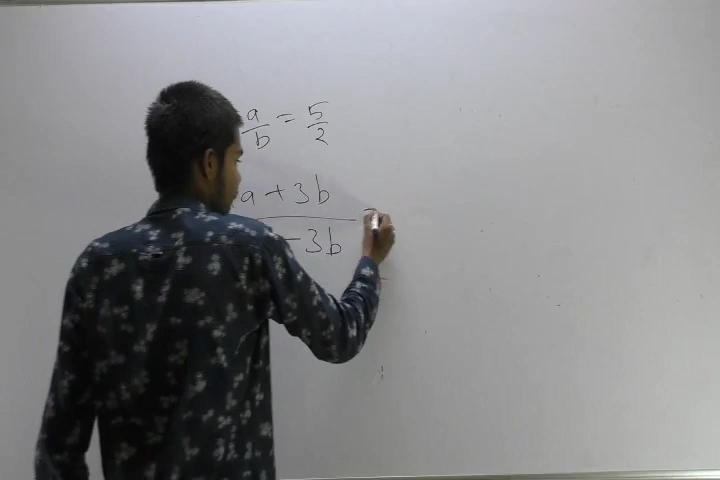 a/b = 5/2
a + 3b
- 3b